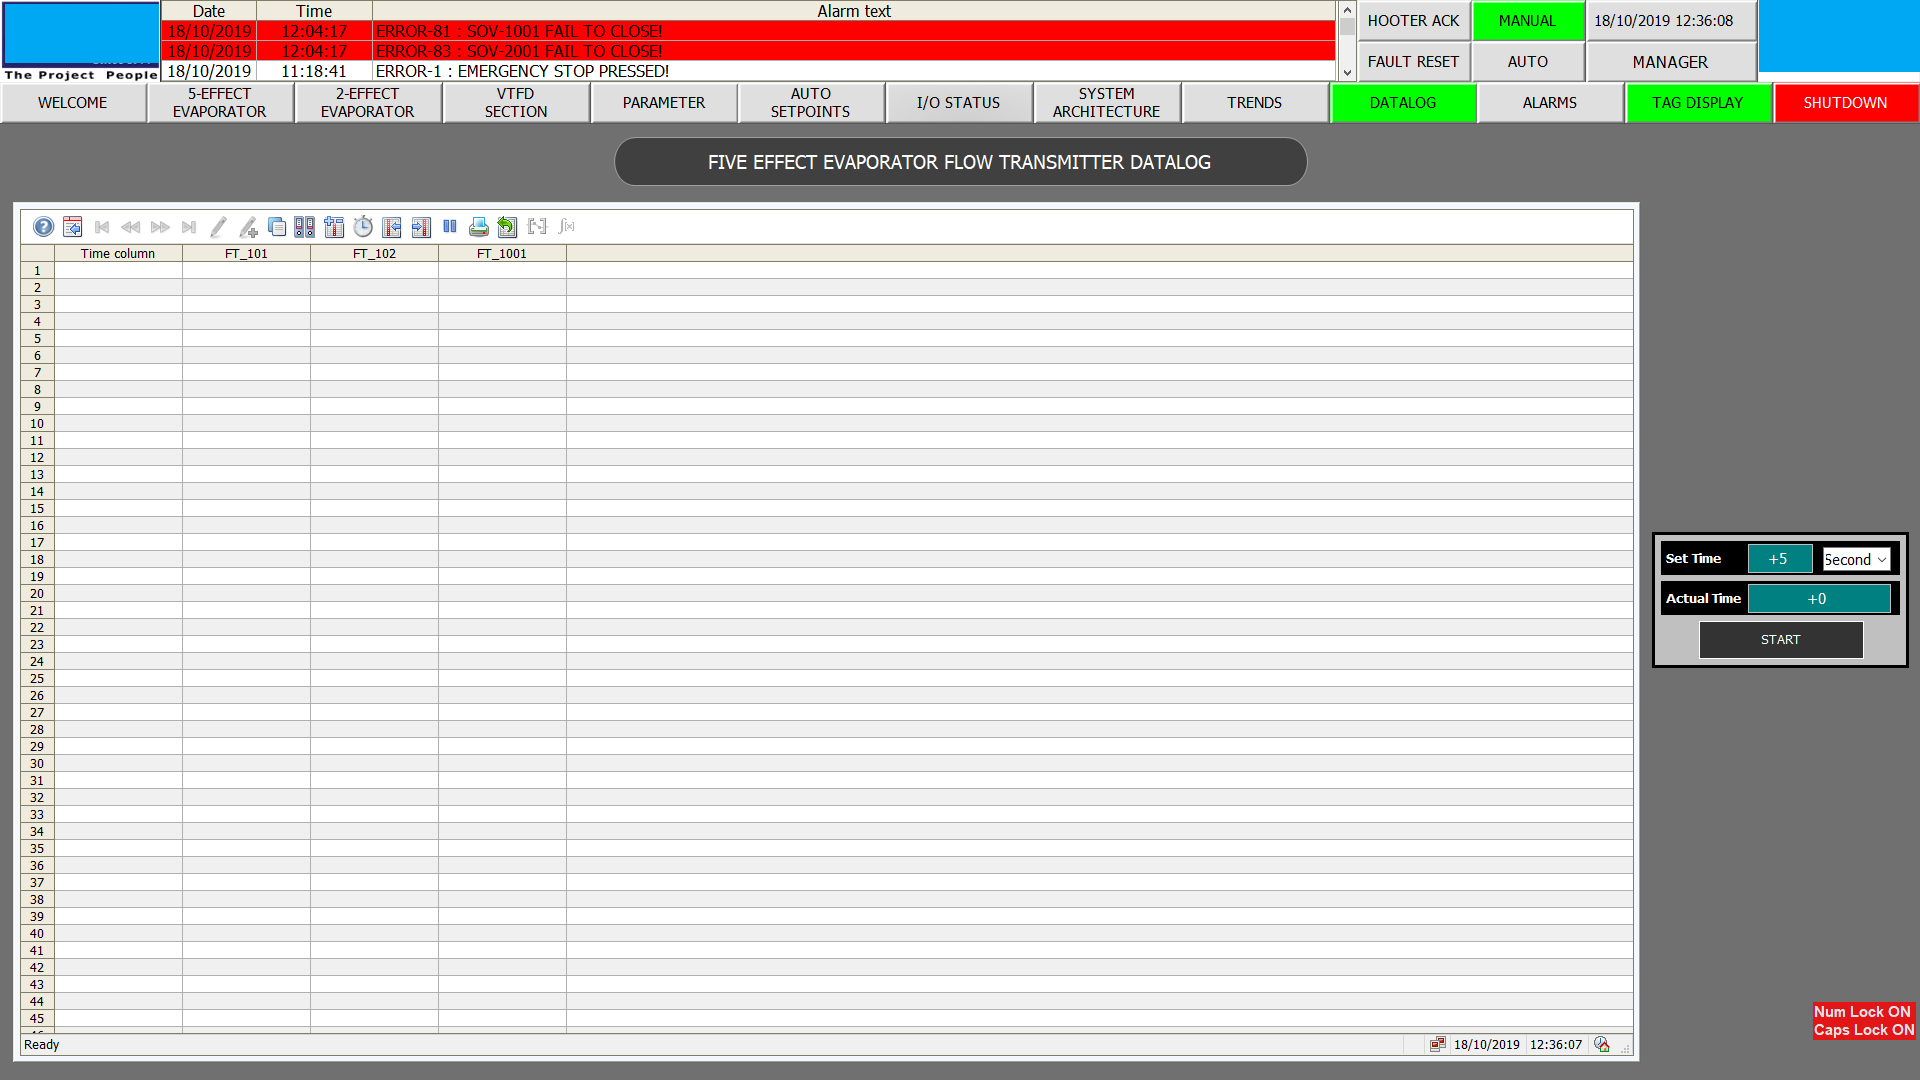 The Project People
Date Time Alarm text
18/10/2019 12:04:17 ERROR-81 : SOV-1001 FAIL TO CLOSE!
18/10/2019 12:04:17 ERROR-83 : SOV-2001 FAIL TO CLOSE!
18/10/2019 11:18:41 ERROR-1 : EMERGENCY STOP PRESSED!
HOOTER ACK MANUAL 18/10/2019 12:36:08
FAULT RESET AUTO MANAGER
WELCOME
5-EFFECT
EVAPORATOR
2-EFFECT
EVAPORATOR
VTFD
SECTION
PARAMETER
AUTO
SETPOINTS
I/O STATUS
SYSTEM
ARCHITECTURE
TRENDS
DATALOG
ALARMS
TAG DISPLAY
SHUTDOWN
FIVE EFFECT EVAPORATOR FLOW TRANSMITTER DATALOG
Time column FT_101 FT_102 FT_1001
1
2
3
4
5
6
7
8
9
10
11
12
13
14
15
16
17
18
19
20
21
22
23
24
25
26
27
28
29
30
31
32
33
34
35
36
37
38
39
40
41
42
43
44
45
Ready 18/10/2019 12:36:07
Set Time +5 Second
Actual Time +0
START
Num Lock ON
Caps Lock ON